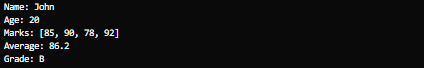 Name: John
Age: 20
Marks: [85, 90, 78, 92]
Average: 86.2
Grade: B